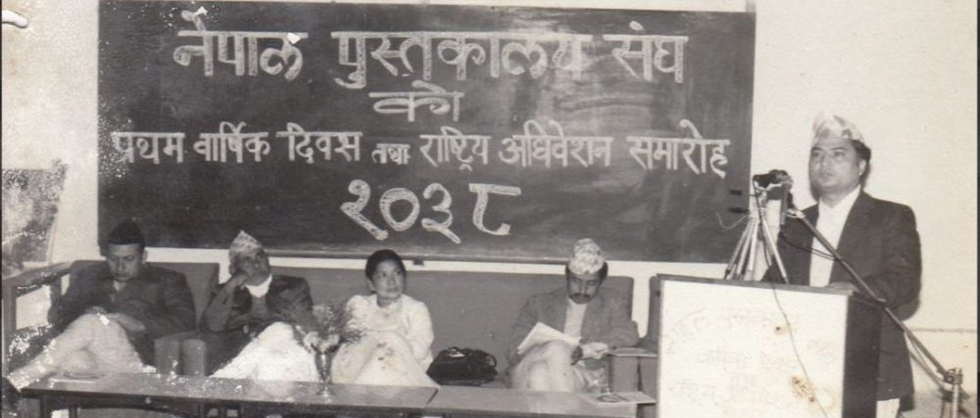 नेपाल पुस्तकालय संघ
को
प्रथम वार्षिक दिवस तथा राष्ट्रिय अधिवेशन समारोह
२०३८